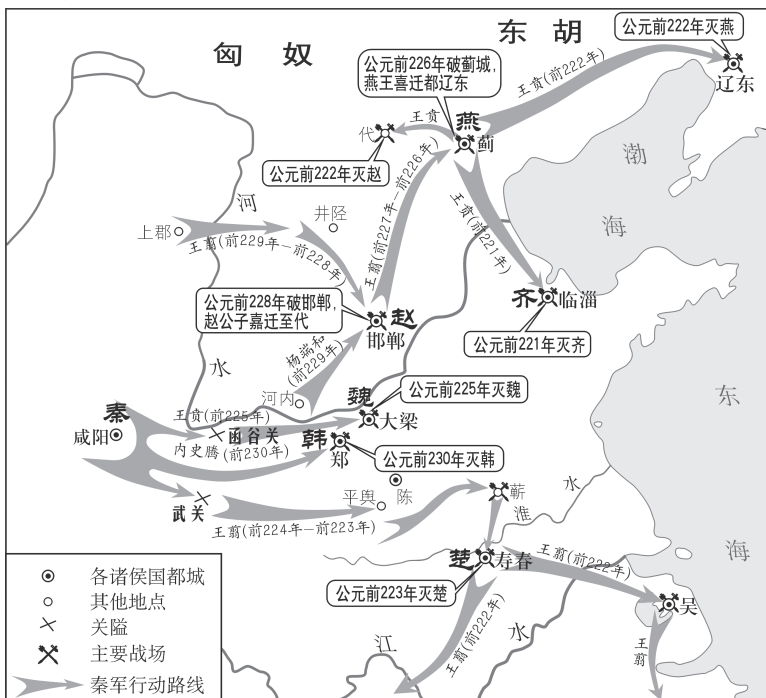 匈奴
东胡
公元前222年灭燕
公元前226年破蓟城，
燕王喜迁都辽东
王贲(前222年)
辽东
燕
蓟
王贲
代
公元前222年灭赵
渤
海
河
水
上郡
井陉
王翦(前229年—前228年)
王翦(前227年—前226年)
王贲(前221年)
公元前228年破邯郸，
赵公子嘉迁至代
赵
邯郸
齐
临淄
公元前221年灭齐
杨端和
(前229年)
河内
魏
大梁
公元前225年灭魏
东
海
秦
咸阳
王贲(前225年)
函谷关
内史腾(前230年)
韩
郑
公元前230年灭韩
武关
平舆
陈
蕲
淮
水
王翦(前224年—前223年)
楚
寿春
公元前223年灭楚
王翦(前222年)
吴
王翦(前222年)
王翦
江
水
各诸侯国都城
其他地点
关隘
主要战场
秦军行动路线